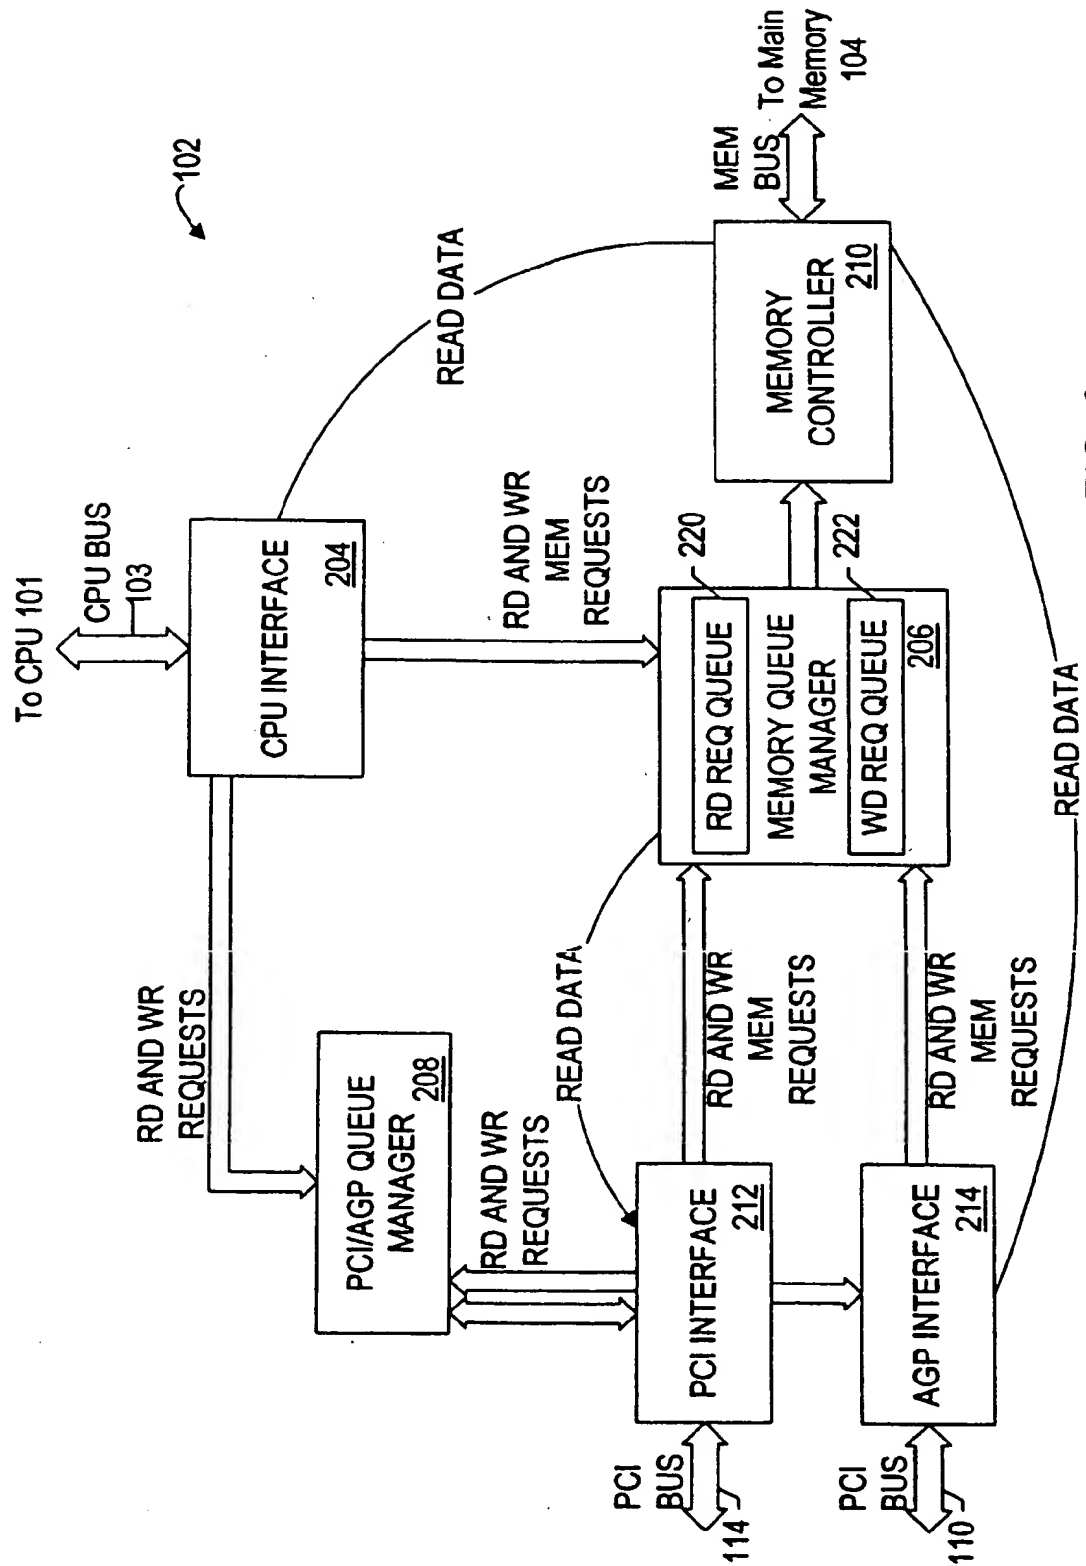 To CPU 101
CPU BUS
103
102
CPU INTERFACE
204
READ DATA
RD AND WR
REQUESTS
PCI/AGP QUEUE
MANAGER
208
RD AND WR
MEM
REQUESTS
RD AND WR
REQUESTS
READ DATA
RD REQ QUEUE
220
MEMORY QUEUE
MANAGER
WD REQ QUEUE
222
206
MEMORY
CONTROLLER
210
MEM
BUS
To Main
Memory
104
PCI
BUS
114
PCI INTERFACE
212
RD AND WR
MEM
REQUESTS
PCI
BUS
110
AGP INTERFACE
214
RD AND WR
MEM
REQUESTS
READ DATA